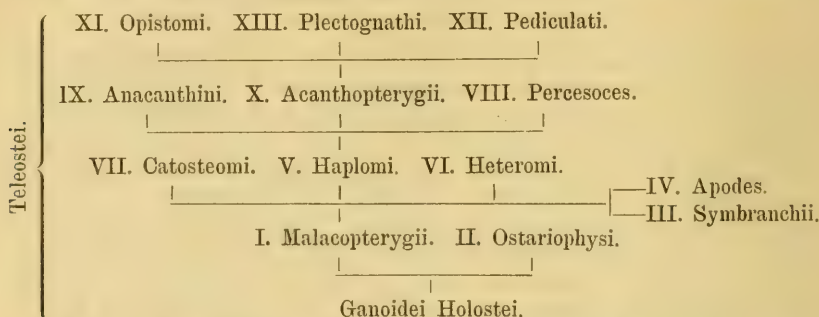 XI. Opistomi. XIII. Plectognathi. XII. Pediculati.
IX. Anacanthini. X. Acanthopterygii. VIII. Percesoces.
Teleostei.
VII. Catosteomi. V. Haplomi. VI. Heteromi.
IV. Apodes.
III. Symbranchii.
I. Malacopterygii. II. Ostariophysi.
Ganoidei Holostei.